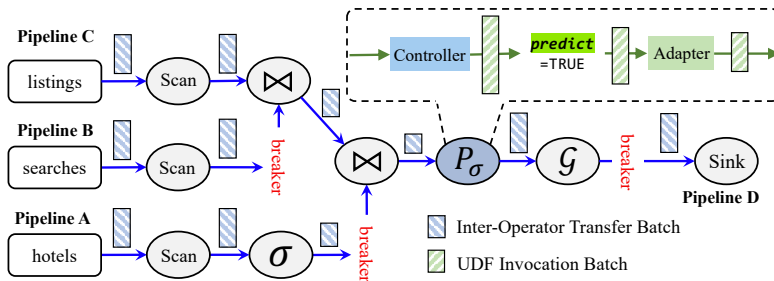 Pipeline C
listings
Scan
⋈
Controller
predict
=TRUE
Adapter
Pipeline B
searches
Scan
breaker
⋈
Pσ
G
breaker
Sink
Pipeline D
Pipeline A
hotels
Scan
σ
breaker
Inter-Operator Transfer Batch
UDF Invocation Batch